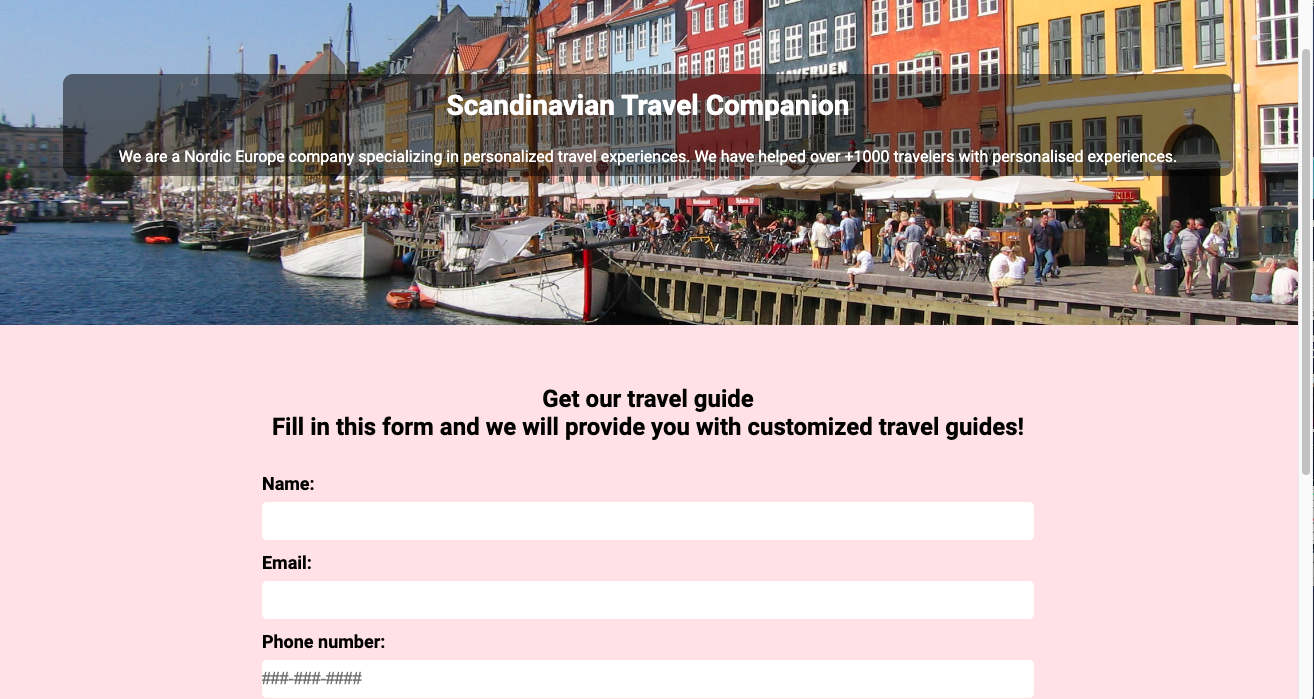 HAVFRUEN
Scandinavian Travel Companion
We are a Nordic Europe company specializing in personalized travel experiences. We have helped over +1000 travelers with personalised experiences.
Get our travel guide
Fill in this form and we will provide you with customized travel guides!
Name:
Email:
Phone number:
###-###-####